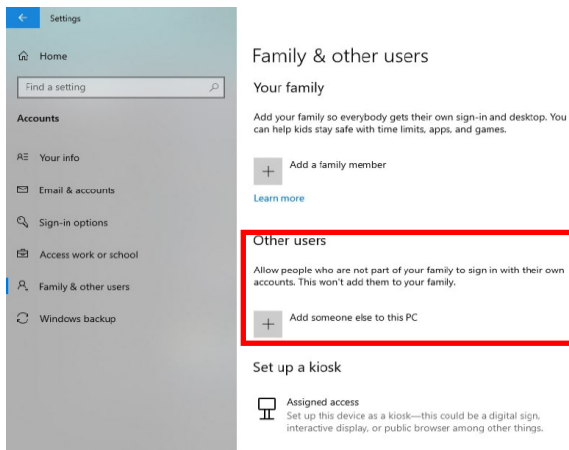 Settings
Home
Find a setting
Accounts
Your info
Email & accounts
Sign-in options
Access work or school
Family & other users
Windows backup
Family & other users
Your family
Add your family so everybody gets their own sign-in and desktop. You
can help kids stay safe with time limits, apps, and games.
Add a family member
Learn more
Other users
Allow people who are not part of your family to sign in with their own
accounts. This won't add them to your family.
Add someone else to this PC
Set up a kiosk
Assigned access
Set up this device as a kiosk—this could be a digital sign,
interactive display, or public browser among other things.